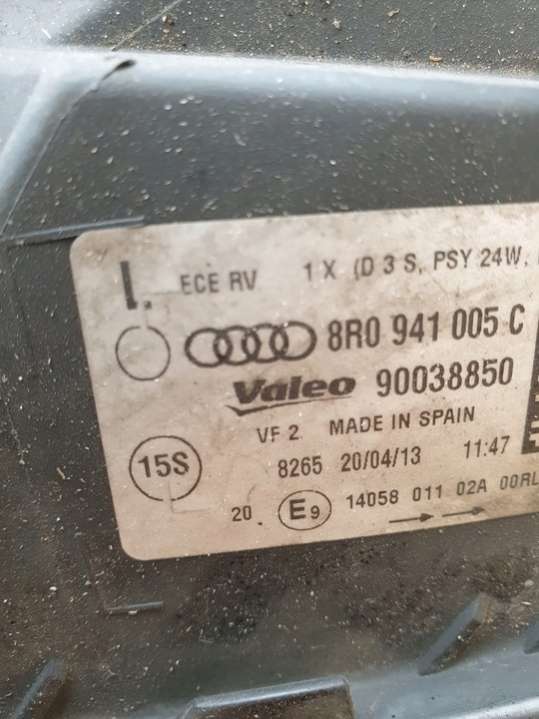 I. ECE RV 1 X (D 3 S, PSY 24W,
8R0 941 005 C
Valeo 90038850
VF 2 MADE IN SPAIN
15S 8265 20/04/13 11:47
20 E9 14058 011 02A 00RL